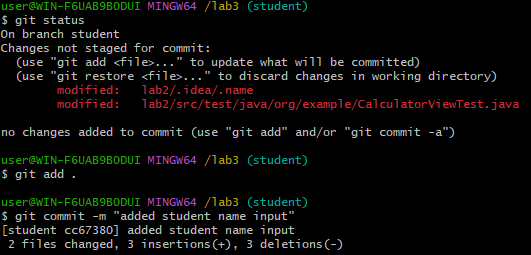 user@WIN-F6UAB9BODUI MINGW64 /lab3 (student)
$ git status
On branch student
Changes not staged for commit:
  (use "git add <file>..." to update what will be committed)
  (use "git restore <file>..." to discard changes in working directory)
        modified:   lab2/.idea/.name
        modified:   lab2/src/test/java/org/example/CalculatorViewTest.java

no changes added to commit (use "git add" and/or "git commit -a")

user@WIN-F6UAB9BODUI MINGW64 /lab3 (student)
$ git add .

user@WIN-F6UAB9BODUI MINGW64 /lab3 (student)
$ git commit -m "added student name input"
[student cc67380] added student name input
 2 files changed, 3 insertions(+), 3 deletions(-)